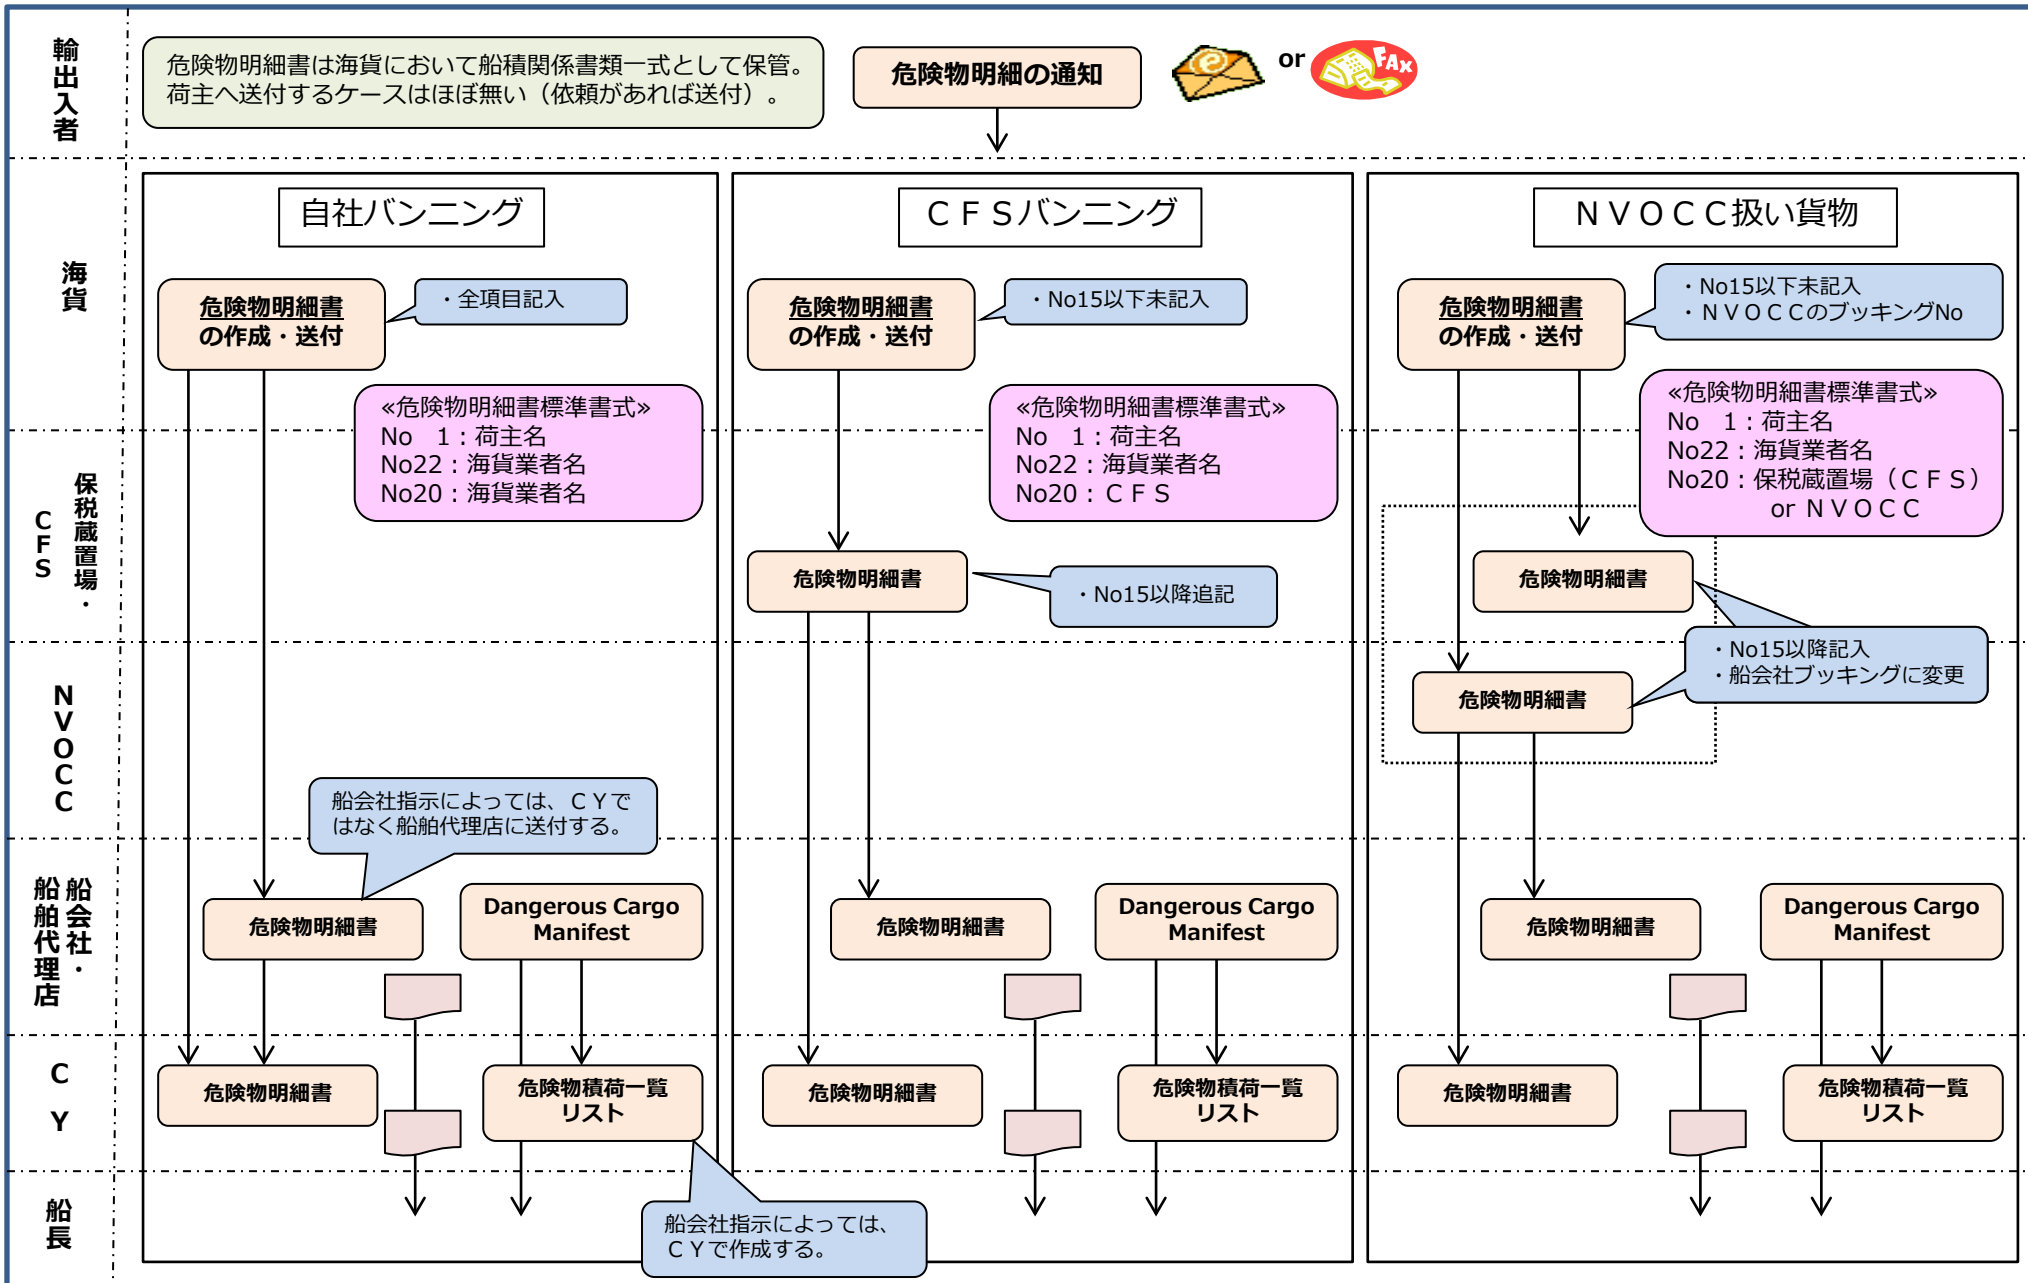 輸出入者
危険物明細書は海貨において船積関係書類一式として保管。
荷主へ送付するケースはほぼ無い（依頼があれば送付）。
危険物明細の通知
or
FAX
海貨
自社バンニング
危険物明細書
の作成・送付
・全項目記入
≪危険物明細書標準書式≫
No　1：荷主名
No22：海貨業者名
No20：海貨業者名
ＣＦＳバンニング
危険物明細書
の作成・送付
・No15以下未記入
≪危険物明細書標準書式≫
No　1：荷主名
No22：海貨業者名
No20：ＣＦＳ
ＮＶＯＣＣ扱い貨物
危険物明細書
の作成・送付
・No15以下未記入
・ＮＶＯＣＣのブッキングNo
≪危険物明細書標準書式≫
No　1：荷主名
No22：海貨業者名
No20：保税蔵置場（ＣＦＳ）
or ＮＶＯＣＣ
保税蔵置場・
CFS
危険物明細書
・No15以降追記
危険物明細書
・No15以降記入
・船会社ブッキングに変更
NVOCC
危険物明細書
船会社指示によっては、ＣＹで
はなく船舶代理店に送付する。
船会社・
船舶代理店
危険物明細書
Dangerous Cargo
Manifest
危険物明細書
Dangerous Cargo
Manifest
危険物明細書
Dangerous Cargo
Manifest
CY
危険物明細書
危険物積荷一覧
リスト
危険物明細書
危険物積荷一覧
リスト
危険物明細書
危険物積荷一覧
リスト
船長
船会社指示によっては、
ＣＹで作成する。